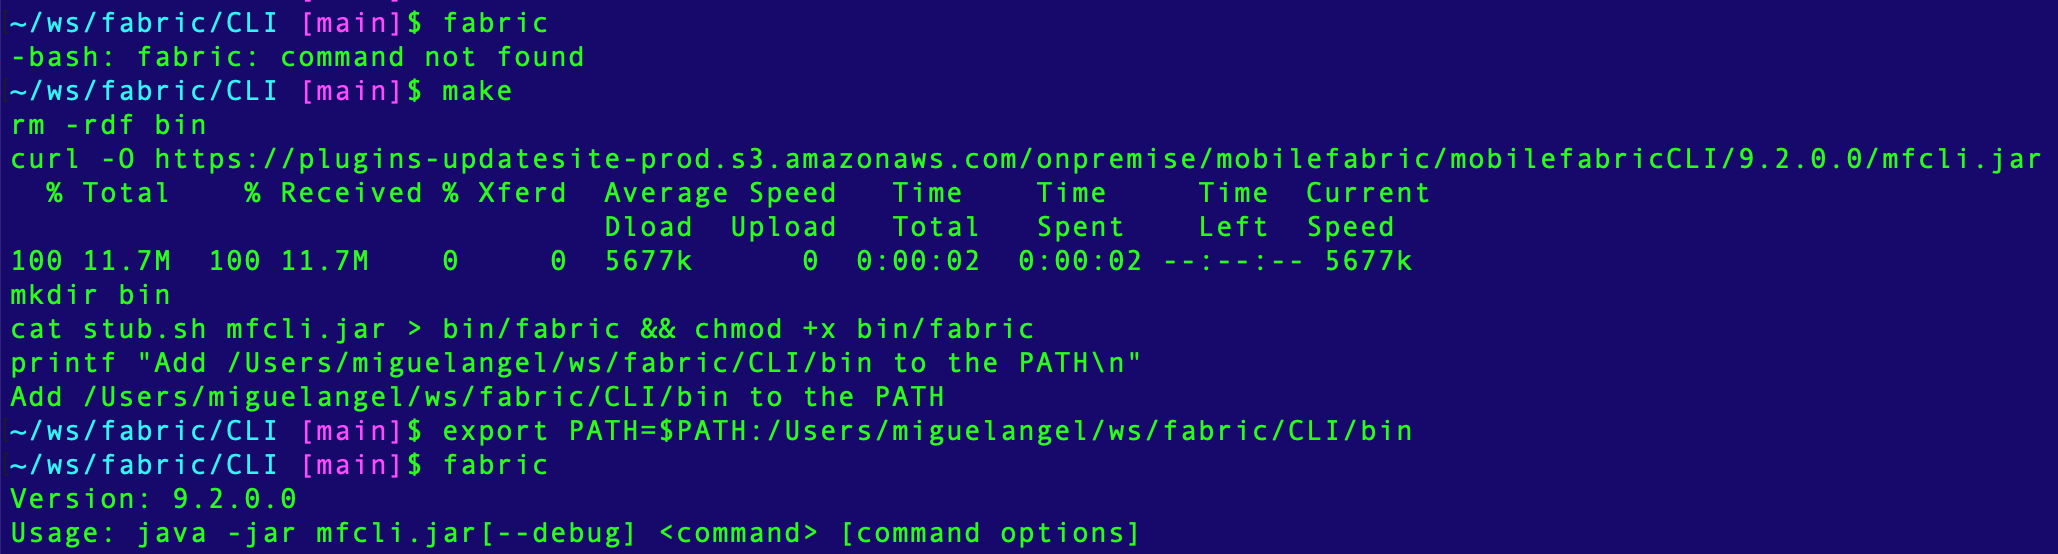 ~/ws/fabric/CLI [main]$ fabric
-bash: fabric: command not found
~/ws/fabric/CLI [main]$ make
rm -rdf bin
curl -O https://plugins-updatesite-prod.s3.amazonaws.com/onpremise/mobilefabric/mobilefabricCLI/9.2.0.0/mfcli.jar
  % Total    % Received % Xferd  Average Speed   Time    Time     Time  Current
                                 Dload  Upload   Total   Spent    Left  Speed
100 11.7M  100 11.7M    0     0  5677k      0  0:00:02  0:00:02 --:--:-- 5677k
mkdir bin
cat stub.sh mfcli.jar > bin/fabric && chmod +x bin/fabric
printf "Add /Users/miguelangel/ws/fabric/CLI/bin to the PATH\n"
Add /Users/miguelangel/ws/fabric/CLI/bin to the PATH
~/ws/fabric/CLI [main]$ export PATH=$PATH:/Users/miguelangel/ws/fabric/CLI/bin
~/ws/fabric/CLI [main]$ fabric
Version: 9.2.0.0
Usage: java -jar mfcli.jar[--debug] <command> [command options]